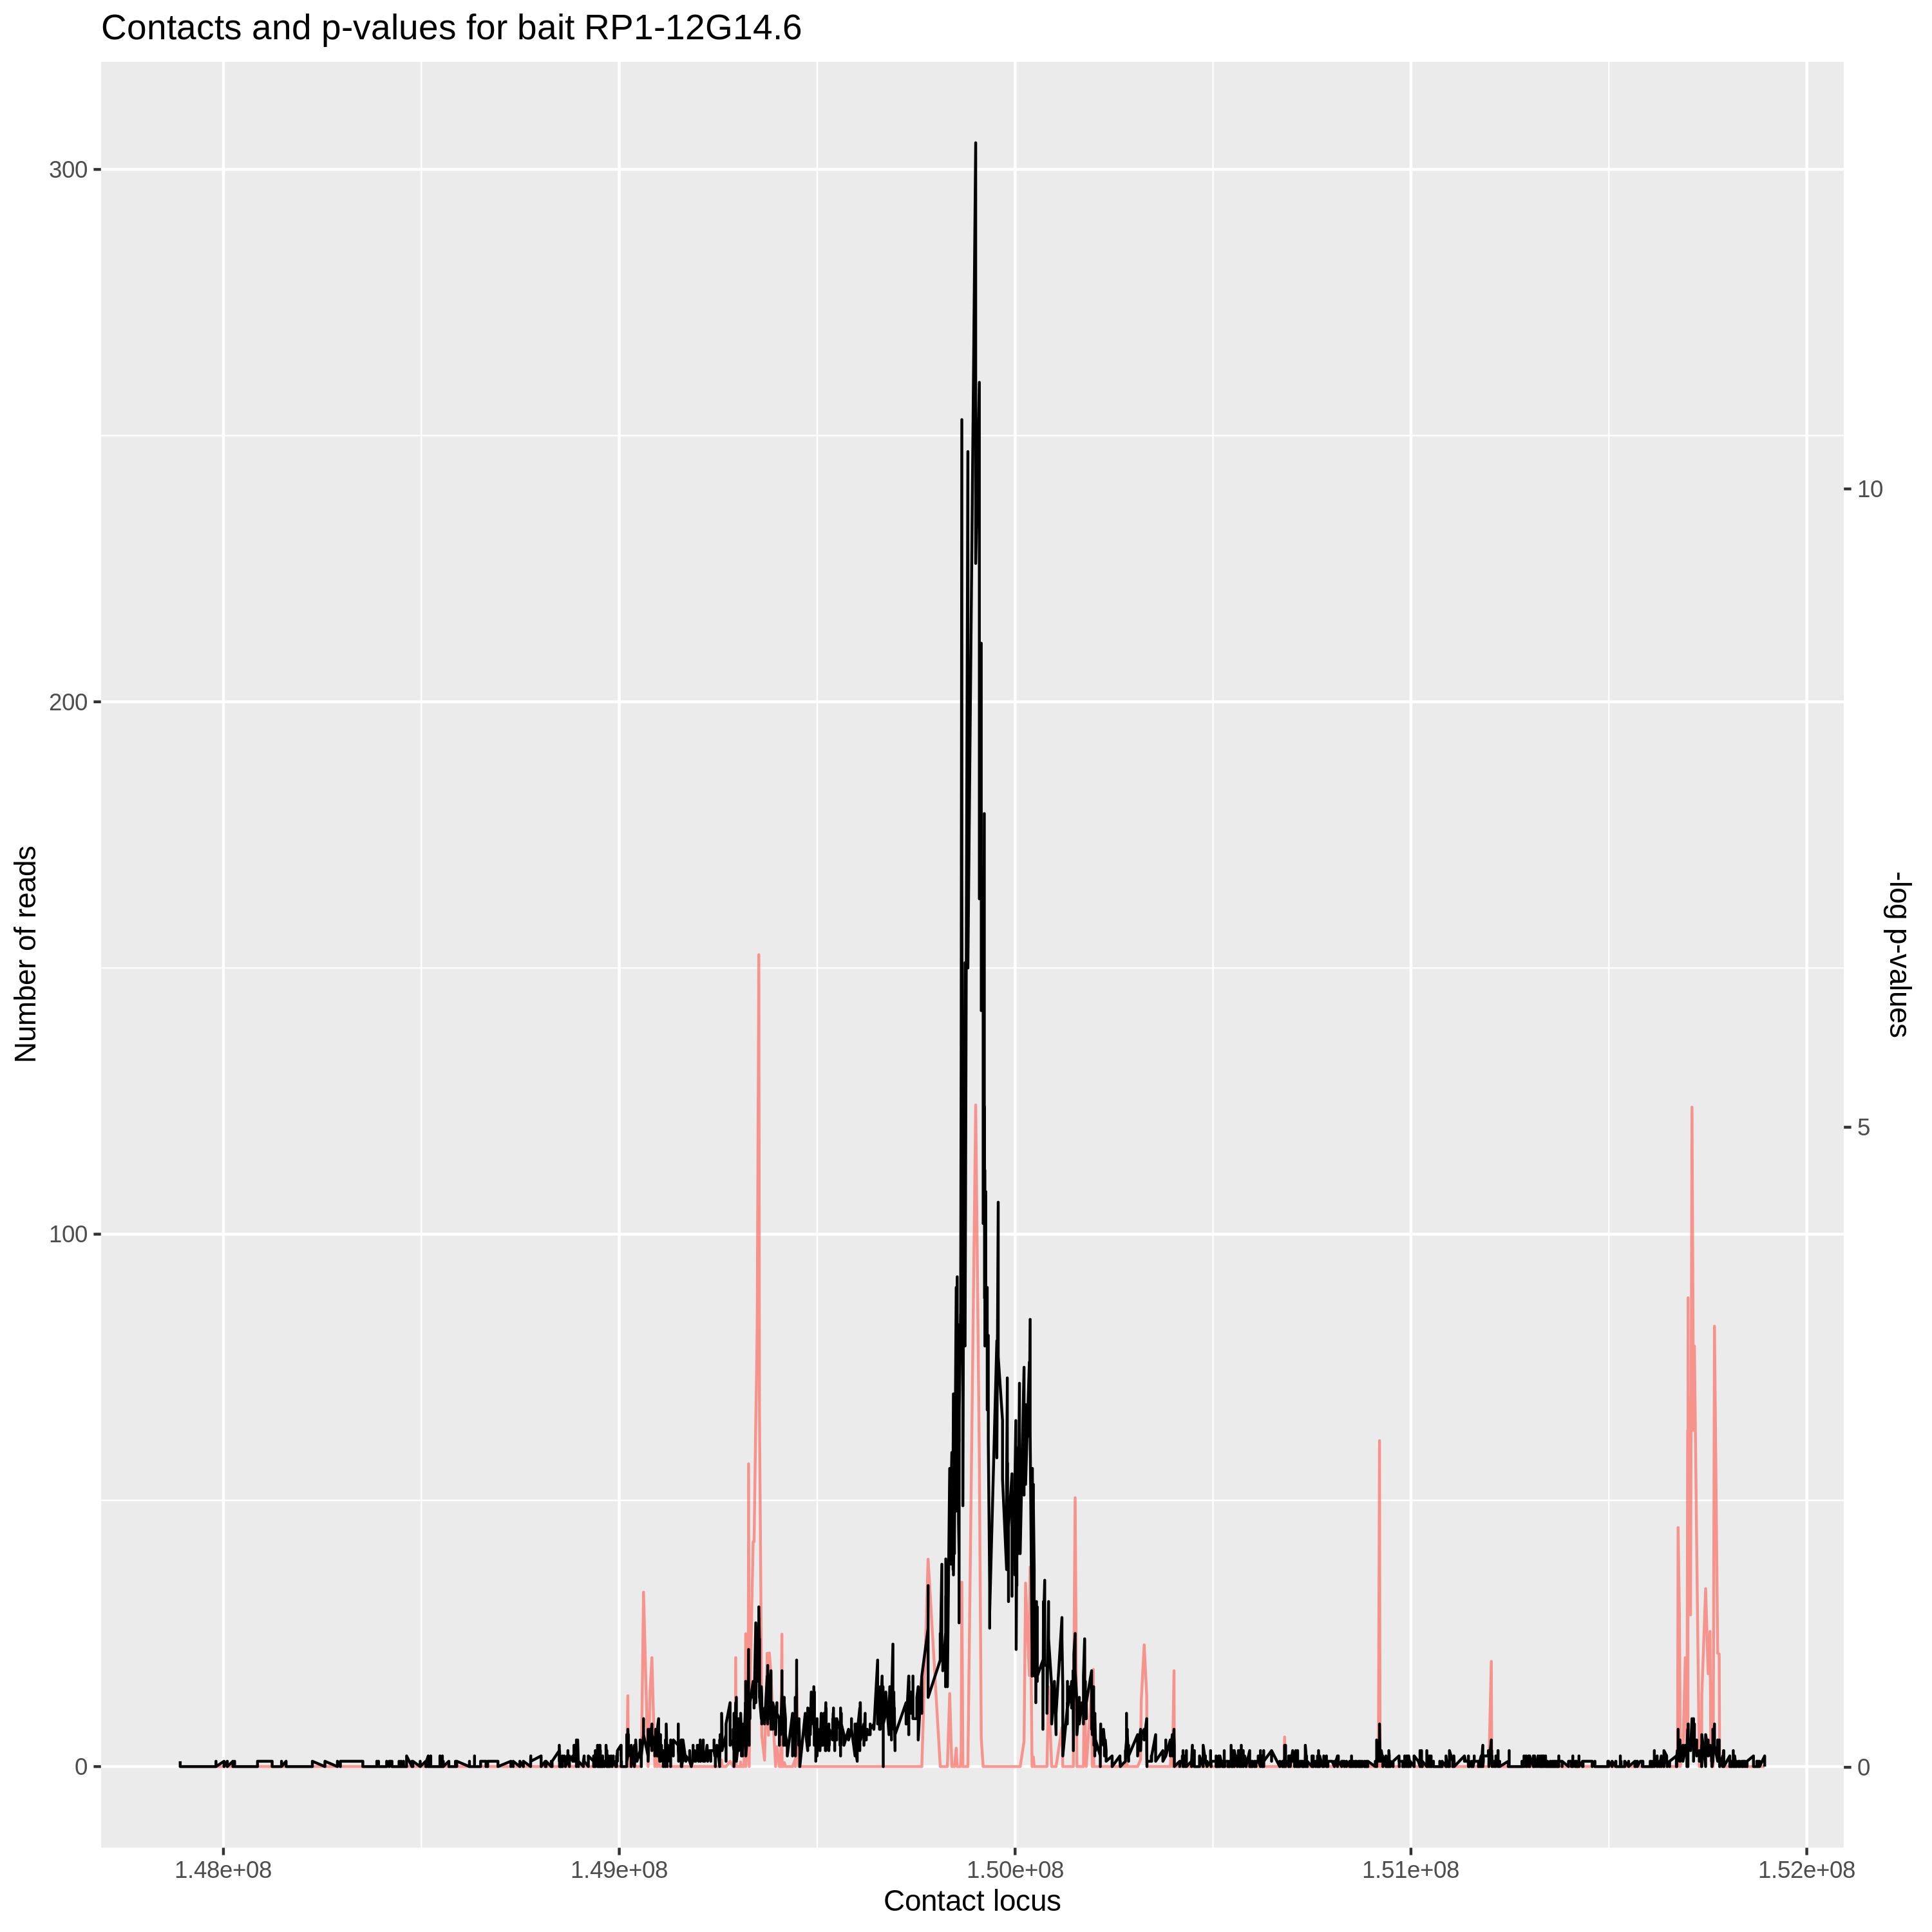 Contacts and p-values for bait RP1-12G14.6
300
200
100
0
Number of reads
10
5
0
-log p-values
1.48e+08
1.49e+08
1.50e+08
1.51e+08
1.52e+08
Contact locus